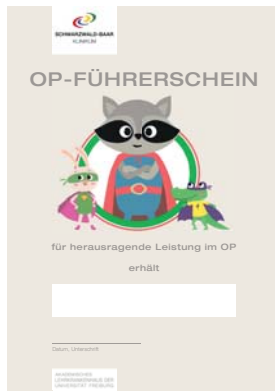 SCHWARZWALD-BAAR
KLINIKUM
OP-FÜHRERSCHEIN
für herausragende Leistung im OP
erhält
Datum, Unterschrift
AKADEMISCHES
LEHRKRANKENHAUS DER
UNIVERSITÄT FREIBURG